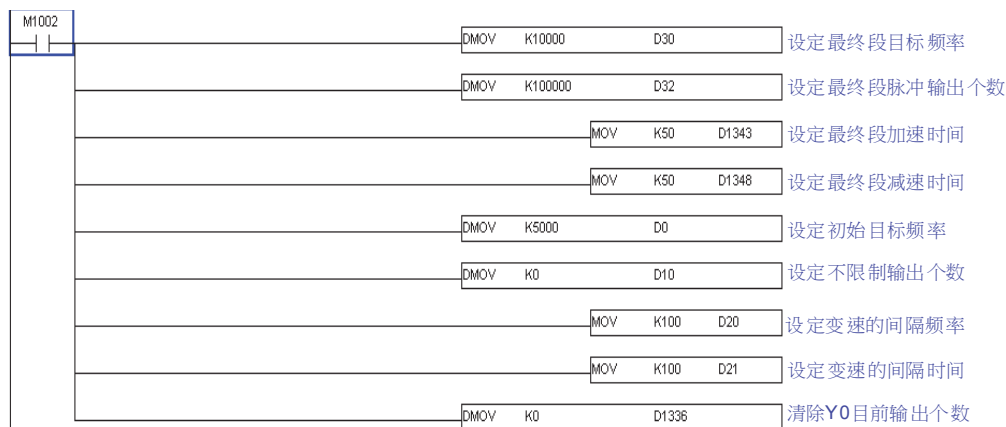 M1002
DMOV K10000 D30 设定最终段目标频率
DMOV K100000 D32 设定最终段脉冲输出个数
MOV K50 D1343 设定最终段加速时间
MOV K50 D1348 设定最终段减速时间
DMOV K5000 D0 设定初始目标频率
DMOV K0 D10 设定不限制输出个数
MOV K100 D20 设定变速的间隔频率
MOV K100 D21 设定变速的间隔时间
DMOV K0 D1336 清除Y0目前输出个数